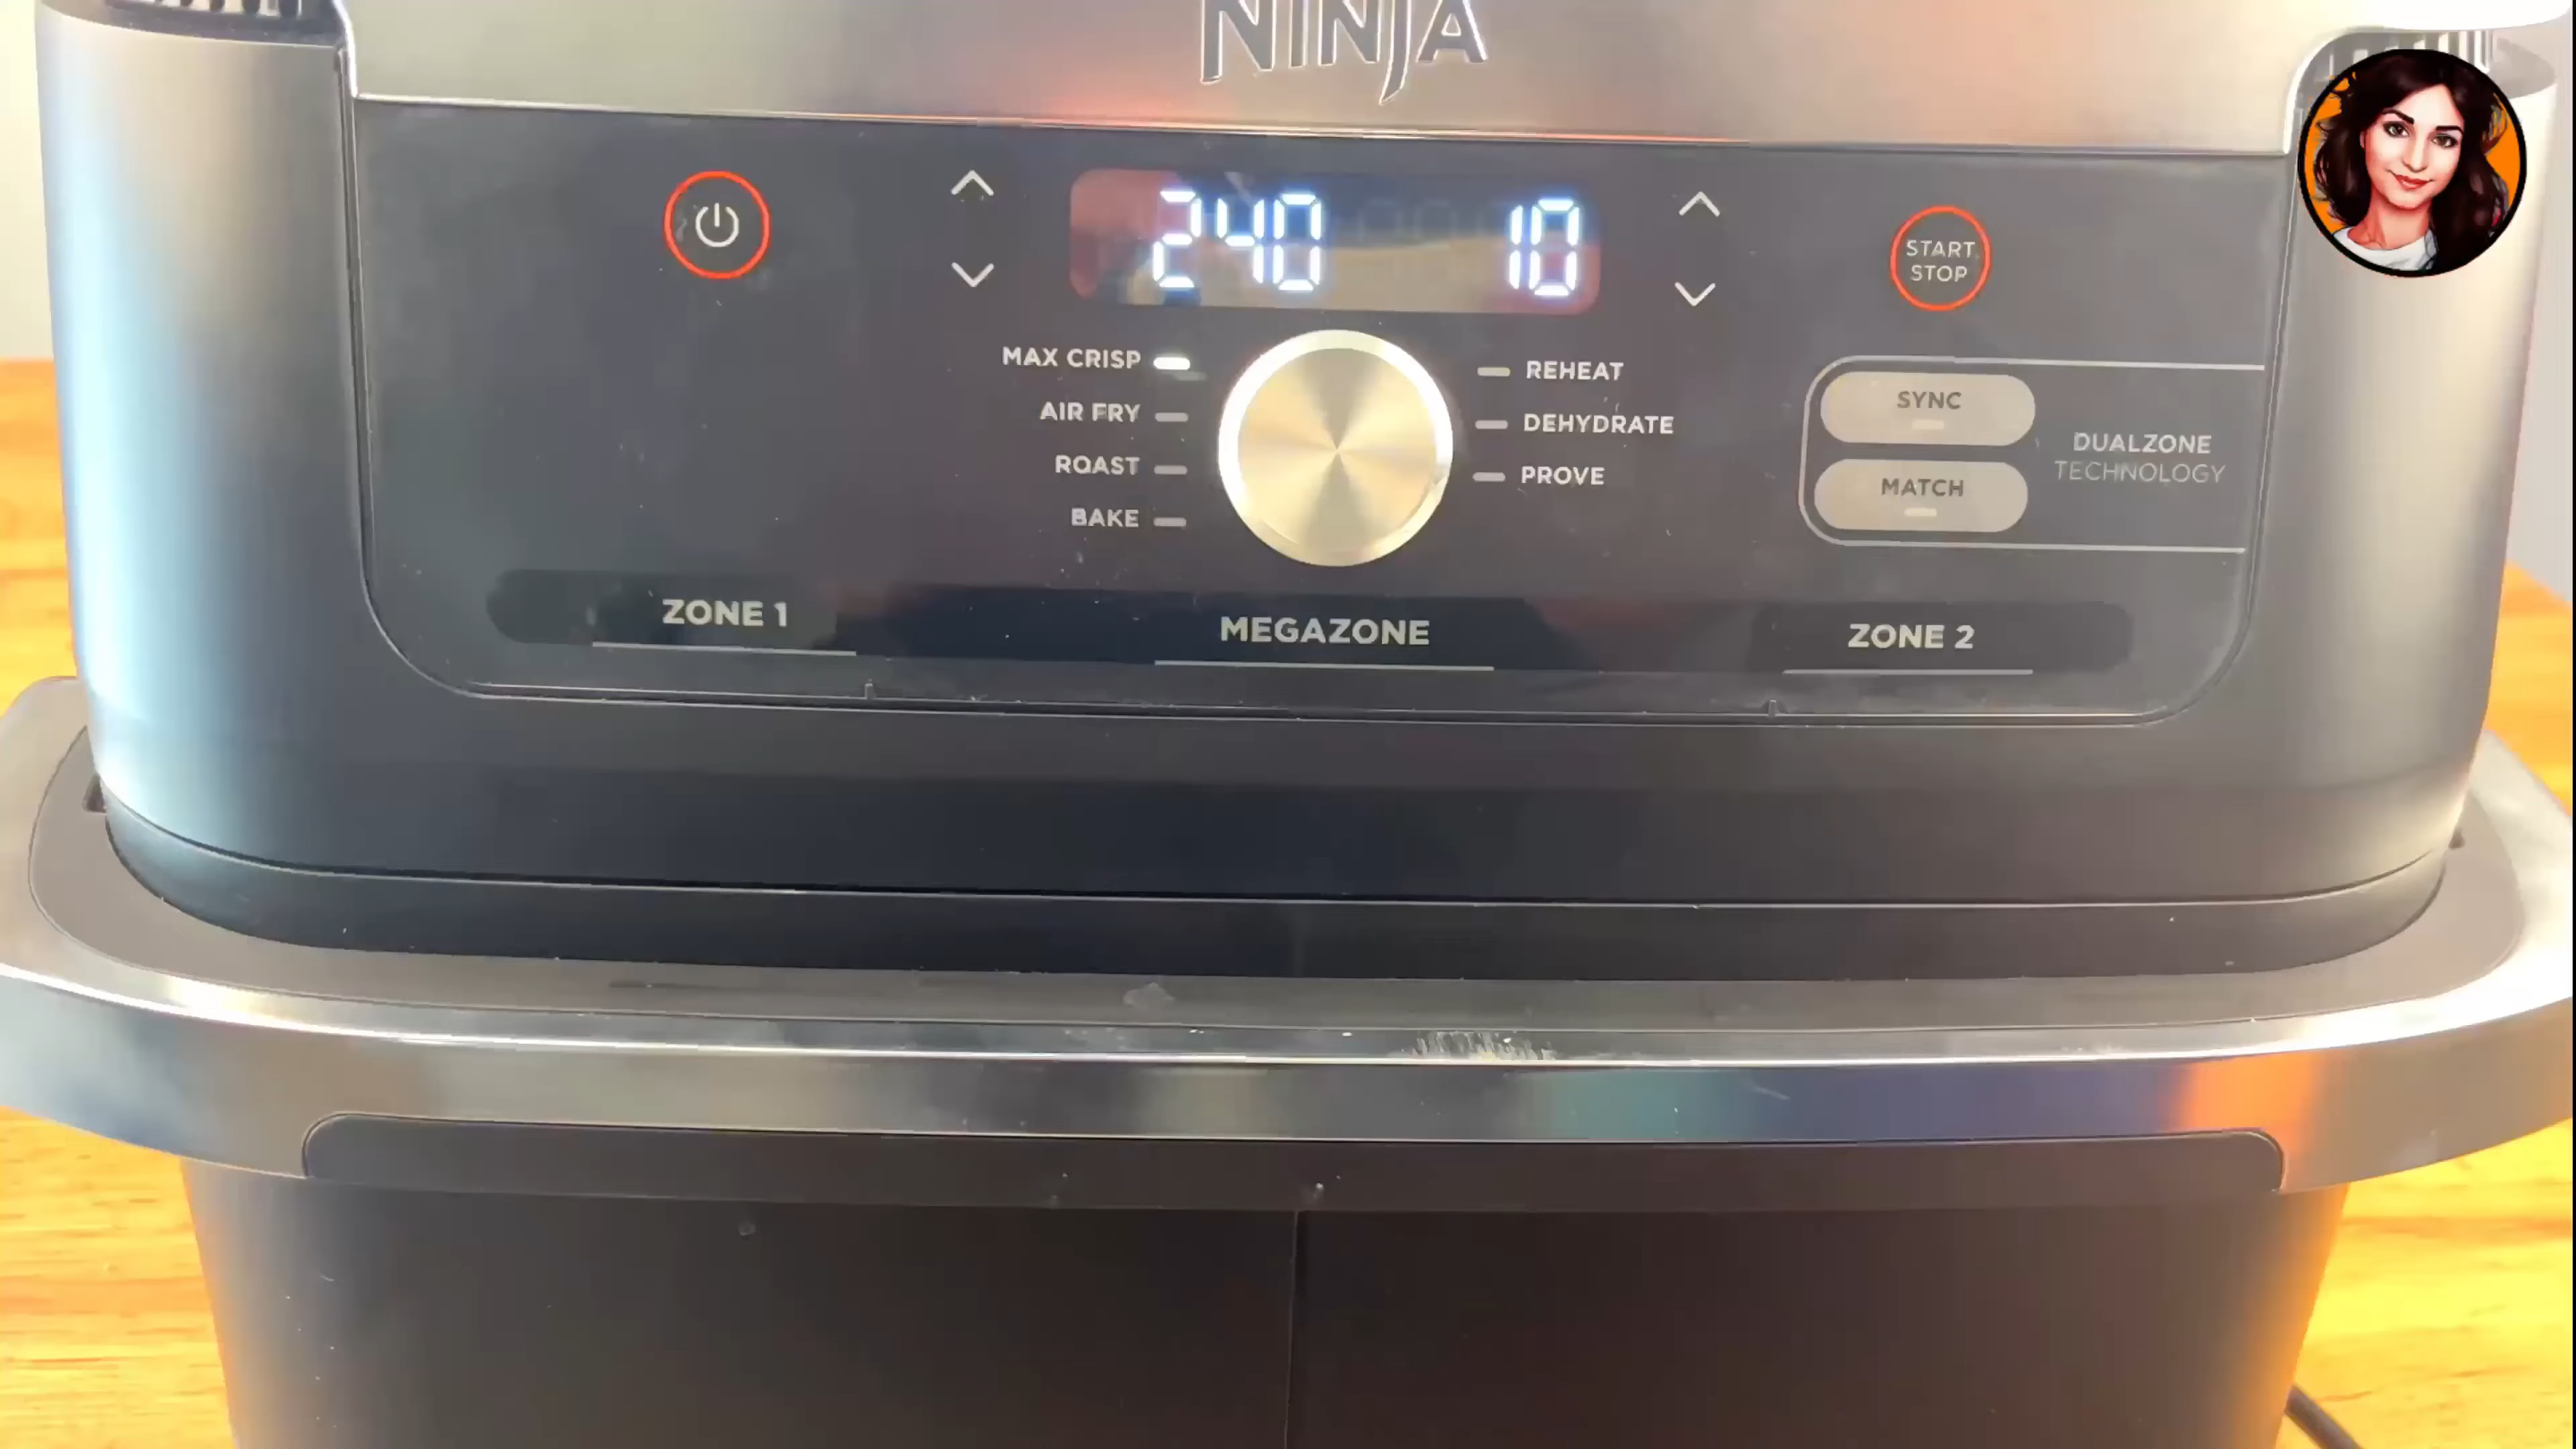 NINJA
240 10
START
STOP
MAX CRISP
AIR FRY
ROAST
BAKE
REHEAT
DEHYDRATE
PROVE
SYNC
MATCH
DUALZONE
TECHNOLOGY
ZONE 1
MEGAZONE
ZONE 2